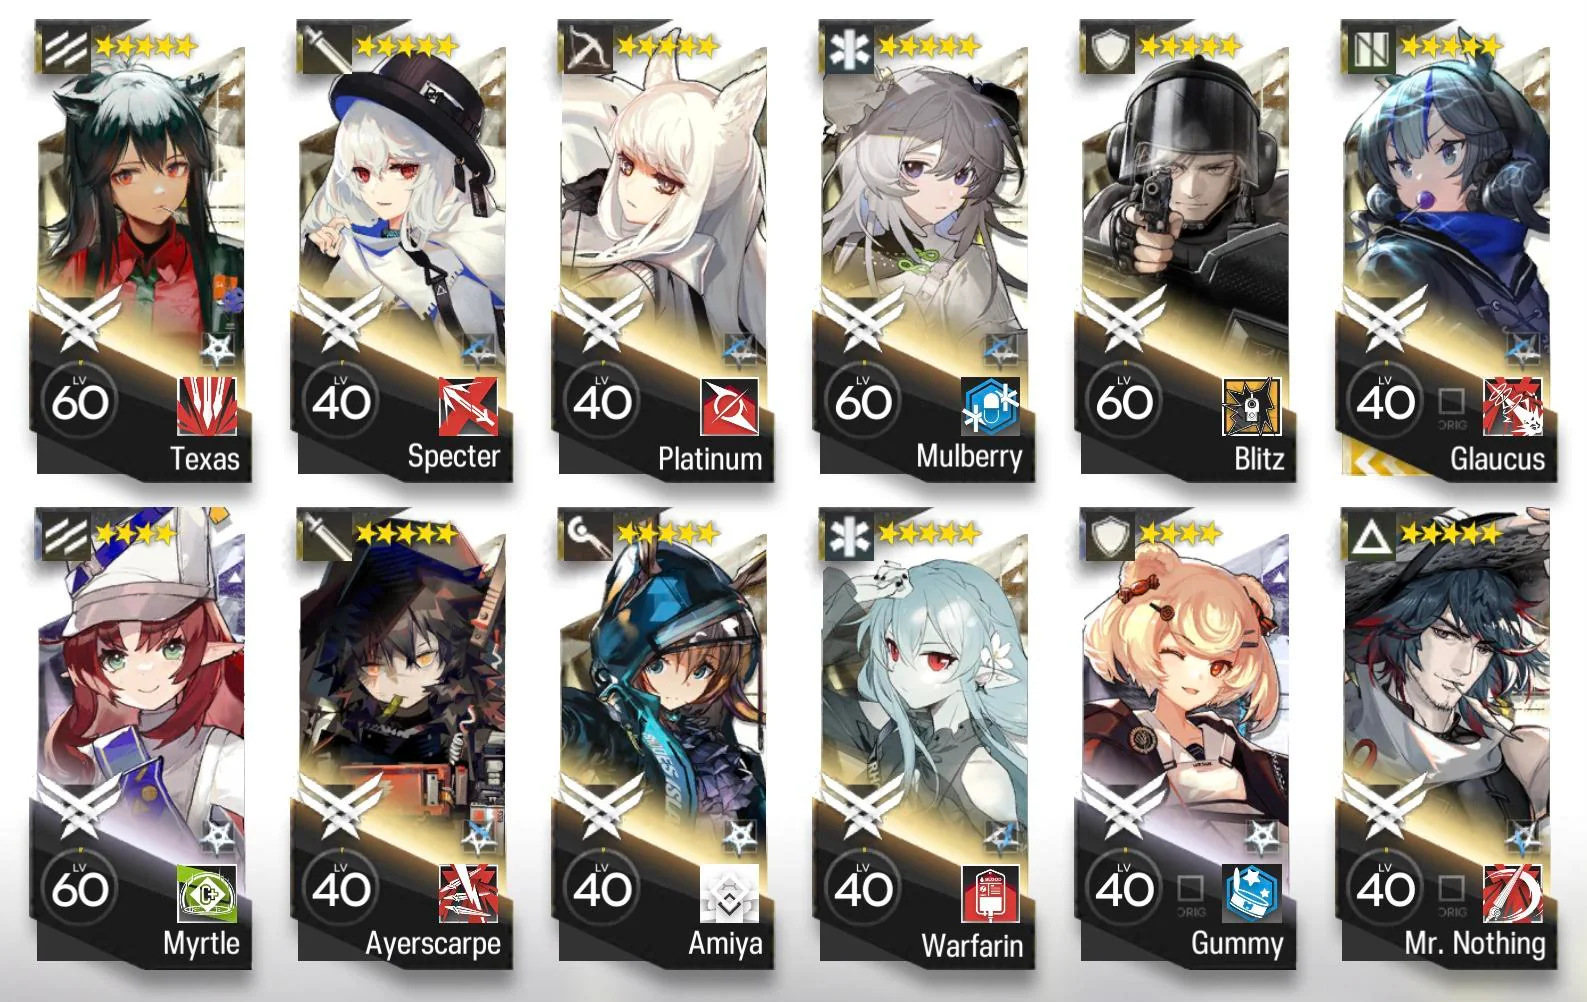 LV
60
Texas
LV
40
Specter
LV
40
Platinum
LV
60
Mulberry
LV
60
Blitz
LV
40
ORIG
Glaucus
LV
60
C+
Myrtle
LV
40
Ayerscarpe
LV
40
Amiya
LV
40
BLOOD
Warfarin
LV
40
ORIG
Gummy
LV
40
ORIG
Mr. Nothing